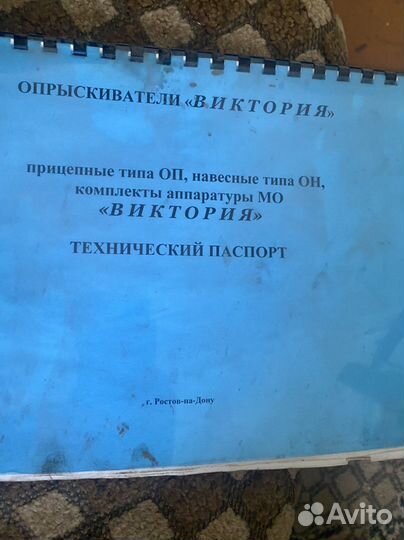 ОПРЫСКИВАТЕЛИ «ВИКТОРИЯ»
прицепные типа ОП, навесные типа ОН,
комплекты аппаратуры МО
«ВИКТОРИЯ»
ТЕХНИЧЕСКИЙ ПАСПОРТ
г. Ростов-на-Дону
Avito